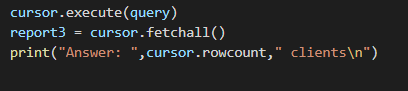 cursor.execute(query)
report3 = cursor.fetchall()
print("Answer: ",cursor.rowcount," clients\n")